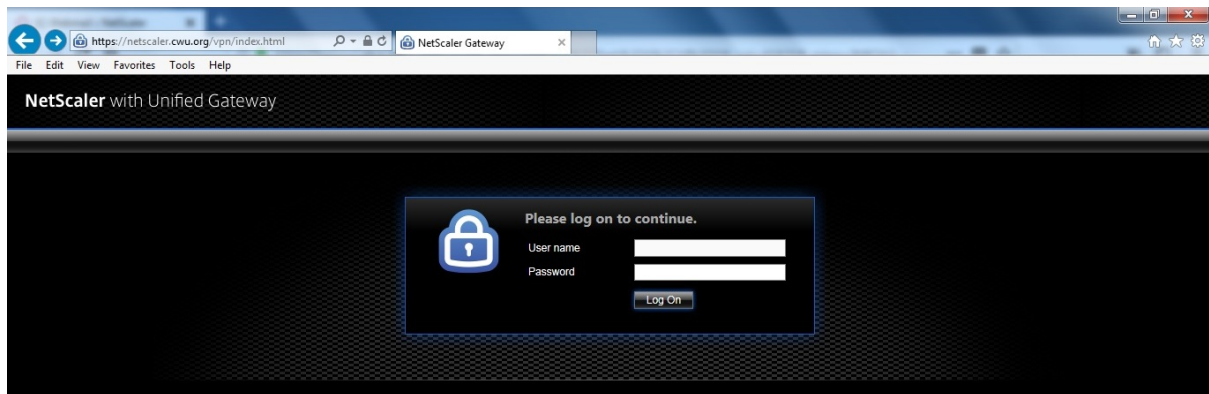 https://netscaler.cwu.org/vpn/index.html
NetScaler Gateway
File Edit View Favorites Tools Help
NetScaler with Unified Gateway
Please log on to continue.
User name
Password
Log On